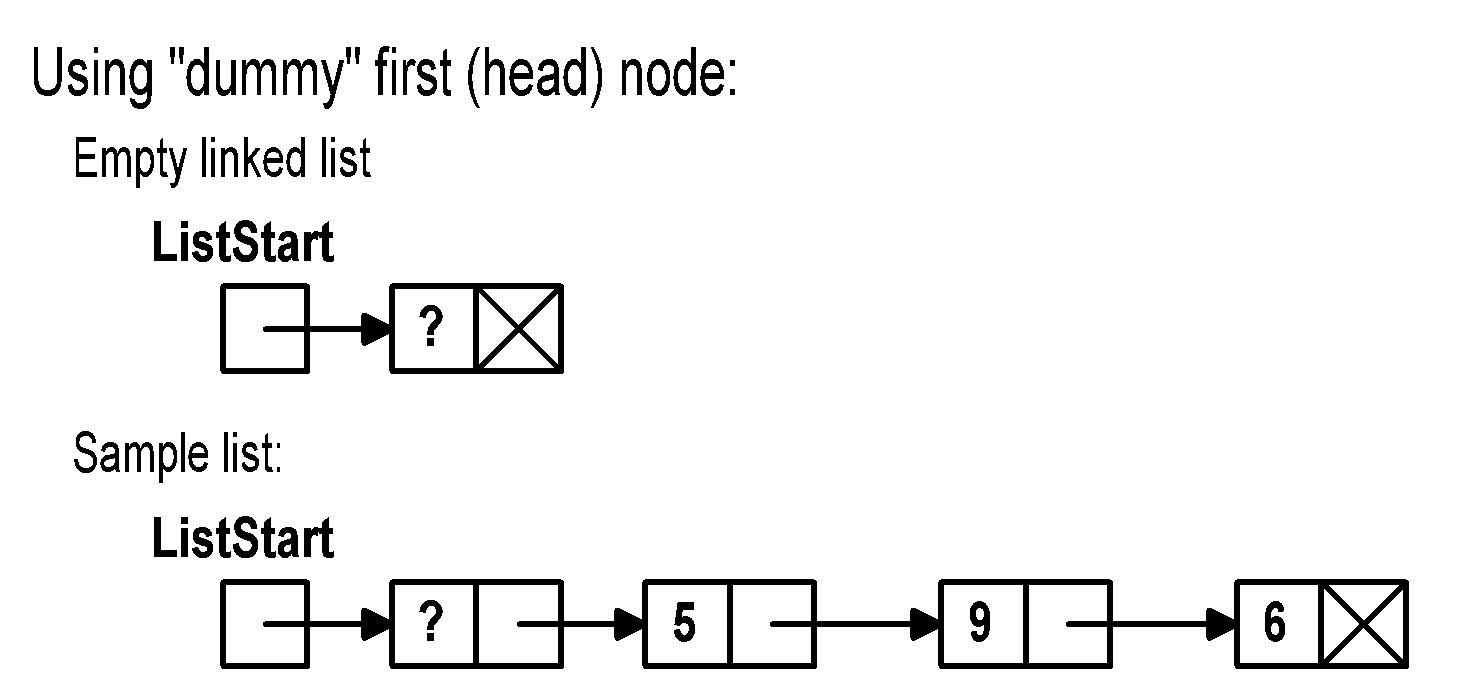 Using "dummy" first (head) node:
Empty linked list
ListStart
?
Sample list:
ListStart
? 5 9 6